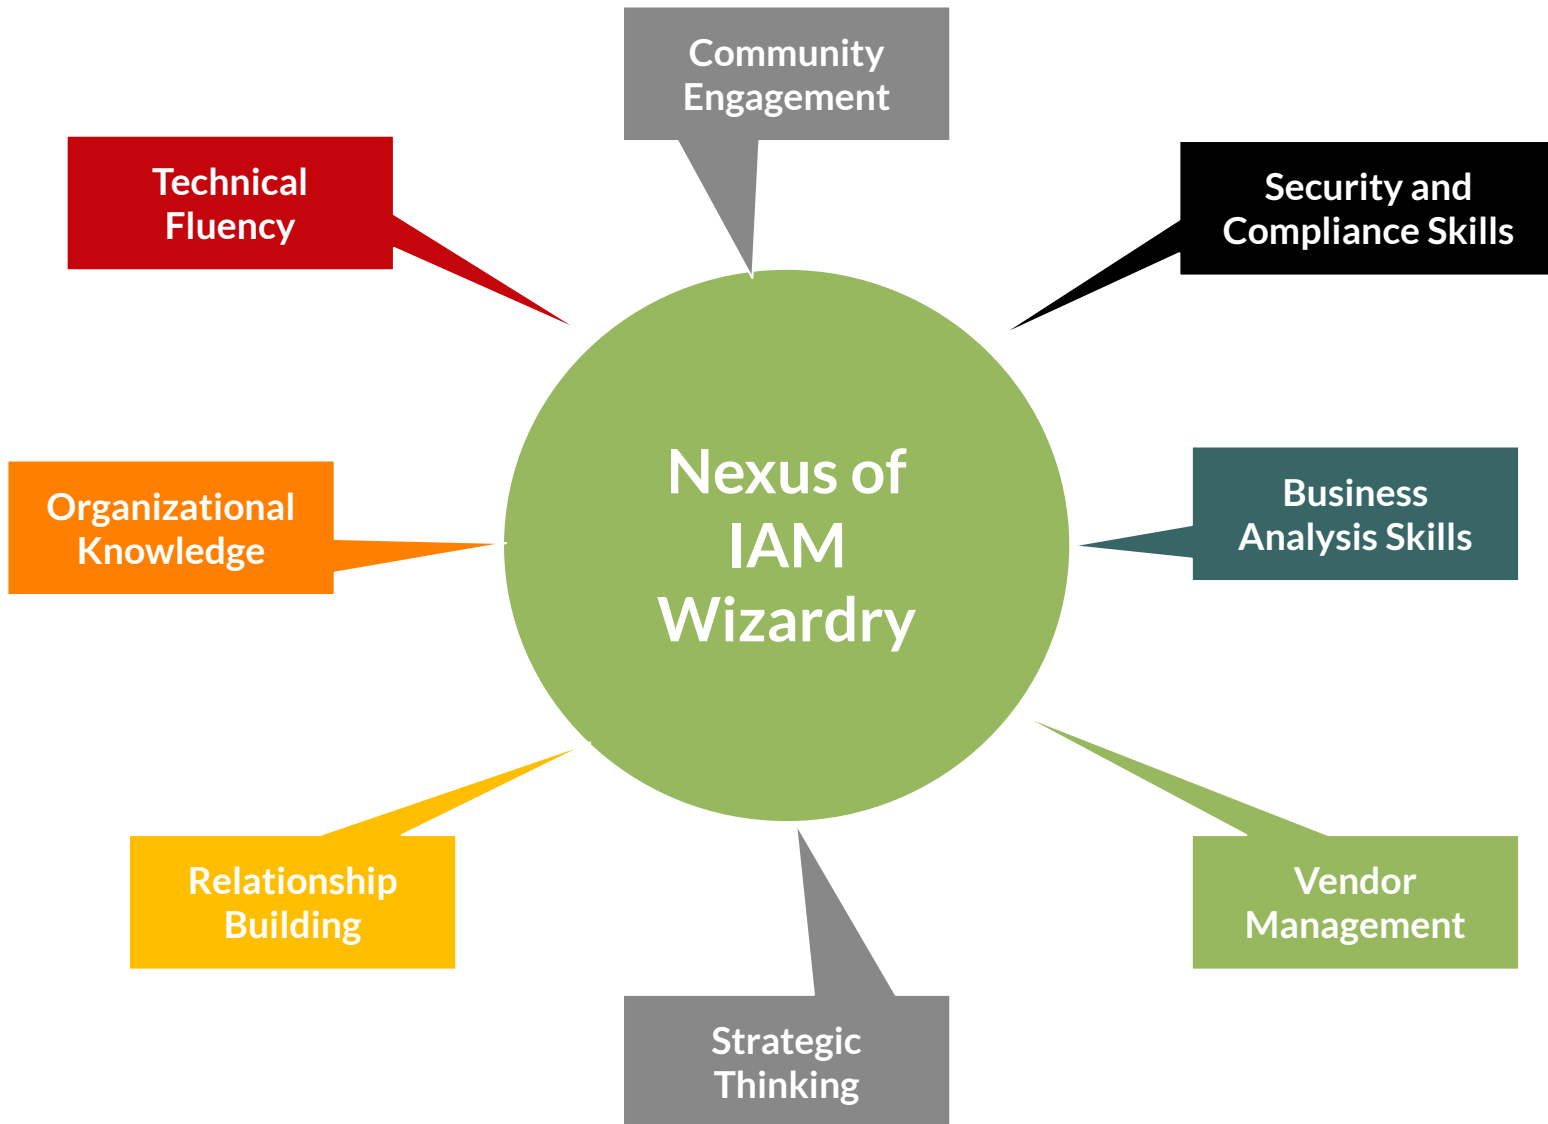 Community
Engagement
Technical
Fluency
Security and
Compliance Skills
Organizational
Knowledge
Nexus of
IAM
Wizardry
Business
Analysis Skills
Relationship
Building
Vendor
Management
Strategic
Thinking